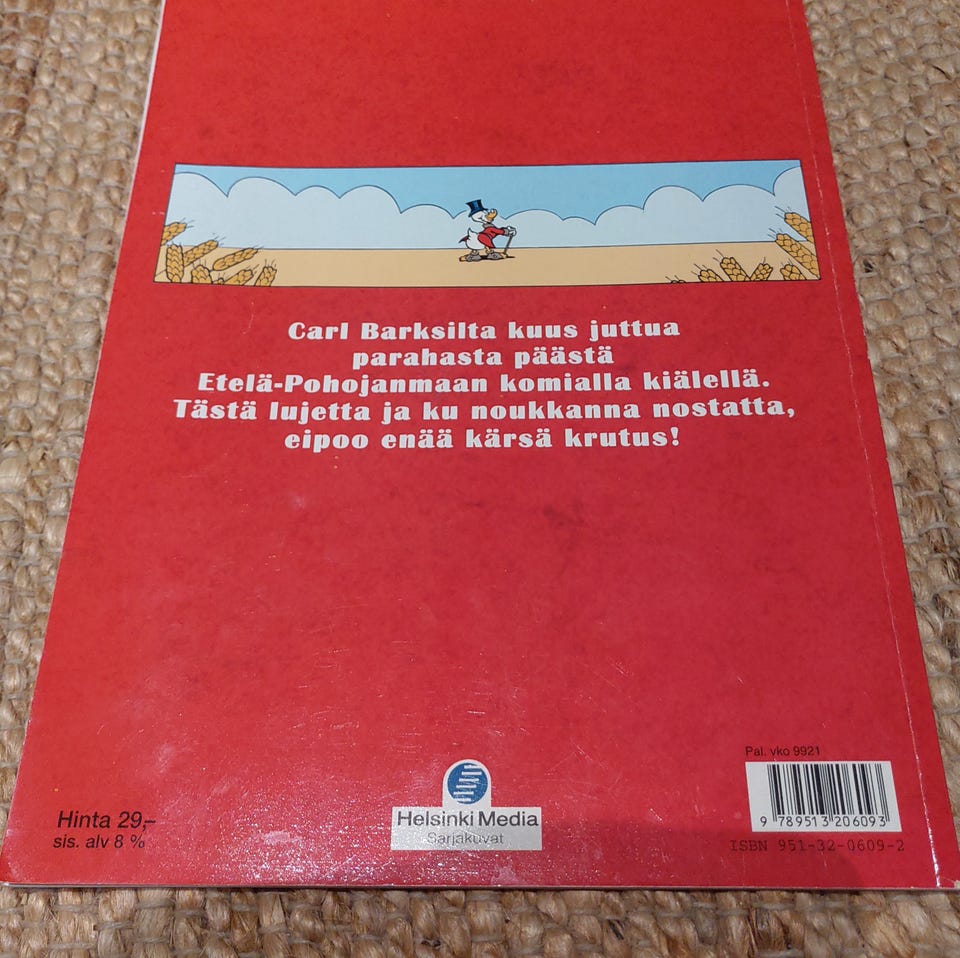 Carl Barksilta kuus juttua
parahasta päästä
Etelä-Pohojanmaan komialla kiälellä.
Tästä lujetta ja ku noukkanna nostatta,
eipoo enää kärsä krutus!
Pal. vko 9921
Hinta 29,–
sis. alv 8 %
Helsinki Media
Sarjakuvat
9 789513 206093
ISBN 951-32-0609-2